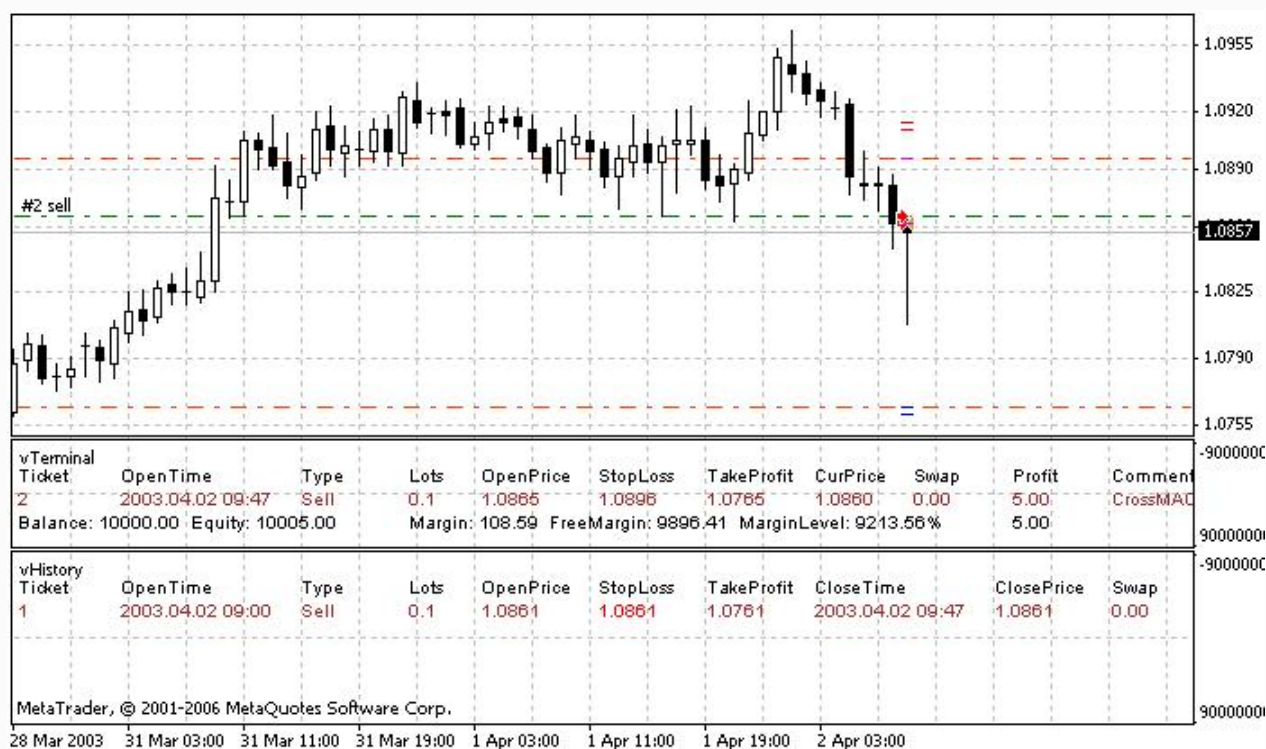 1.0955
1.0920
1.0890
#2 sell
1.0857
1.0825
1.0790
1.0755
vTerminal
-9000000
Ticket OpenTime Type Lots OpenPrice StopLoss TakeProfit CurPrice Swap Profit Comment
2 2003.04.02 09:47 Sell 0.1 1.0865 1.0896 1.0765 1.0860 0.00 5.00 CrossMAC
Balance: 10000.00 Equity: 10005.00 Margin: 108.59 FreeMargin: 9896.41 MarginLevel: 9213.56% 5.00
90000000
vHistory
-9000000
Ticket OpenTime Type Lots OpenPrice StopLoss TakeProfit CloseTime ClosePrice Swap
1 2003.04.02 09:00 Sell 0.1 1.0861 1.0861 1.0761 2003.04.02 09:47 1.0861 0.00
MetaTrader, © 2001-2006 MetaQuotes Software Corp.
90000000
28 Mar 2003 31 Mar 03:00 31 Mar 11:00 31 Mar 19:00 1 Apr 03:00 1 Apr 11:00 1 Apr 19:00 2 Apr 03:00